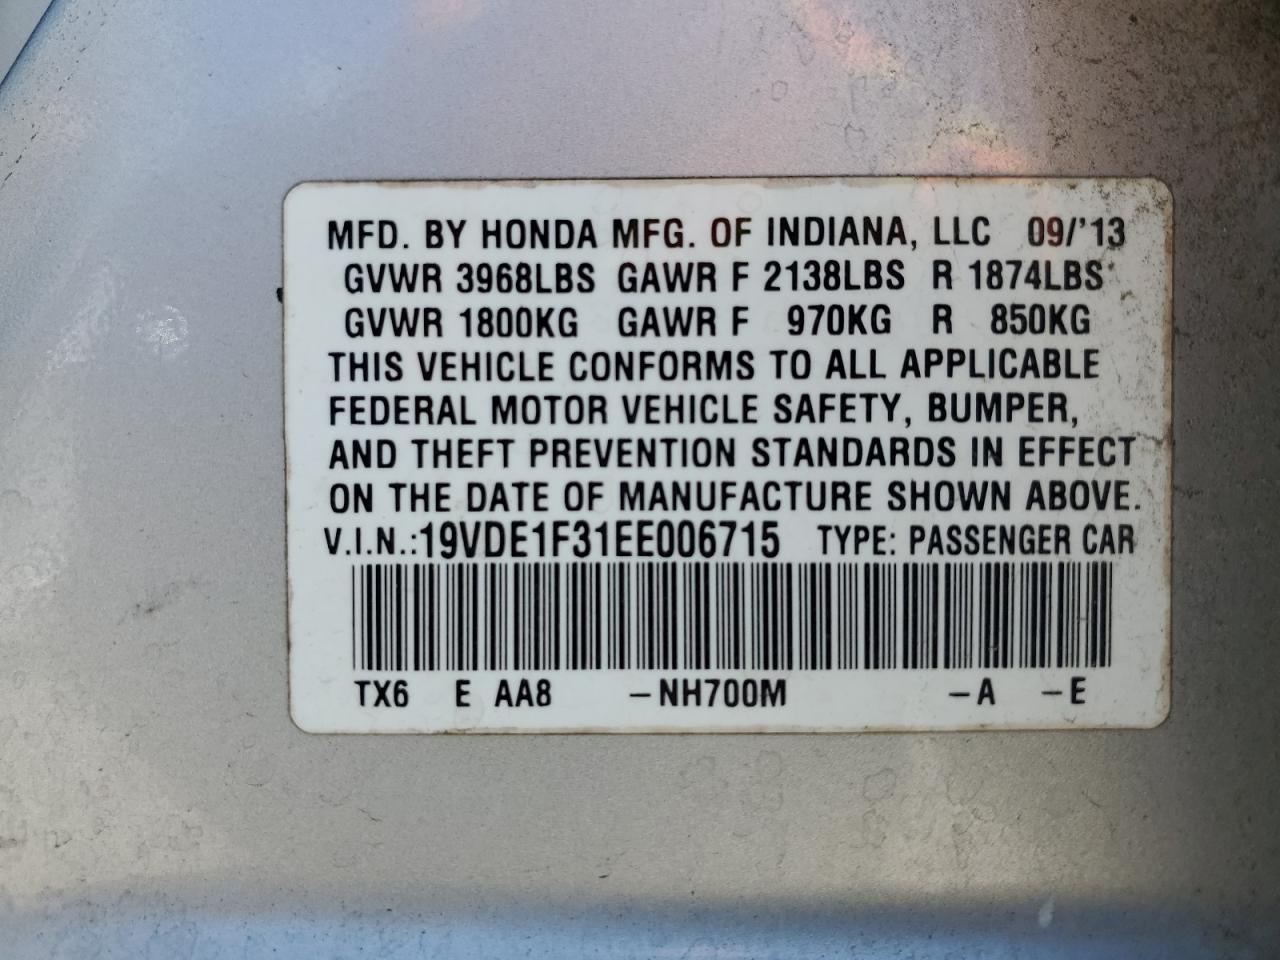 MFD. BY HONDA MFG. OF INDIANA, LLC 09/'13
GVWR 3968LBS GAWR F 2138LBS R 1874LBS
GVWR 1800KG GAWR F 970KG R 850KG
THIS VEHICLE CONFORMS TO ALL APPLICABLE
FEDERAL MOTOR VEHICLE SAFETY, BUMPER,
AND THEFT PREVENTION STANDARDS IN EFFECT
ON THE DATE OF MANUFACTURE SHOWN ABOVE.
V.I.N.:19VDE1F31EE006715 TYPE: PASSENGER CAR
TX6 E AA8 –NH700M –A –E